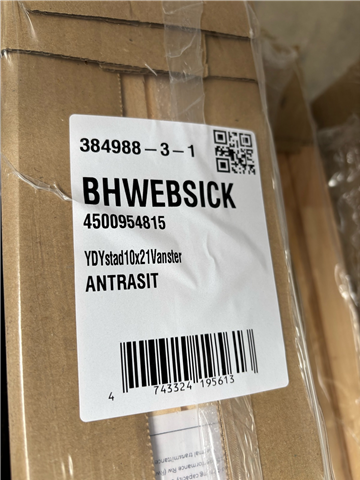 384988-3-1
BHWEBSICK
4500954815
YDYstad10x21Vanster
ANTRASIT
4 743324 195613